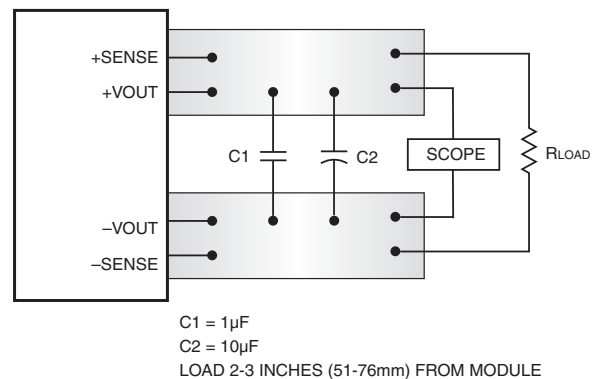 +SENSE
+VOUT
C1
C2
SCOPE
RLOAD
–VOUT
–SENSE
C1 = 1µF
C2 = 10µF
LOAD 2-3 INCHES (51-76mm) FROM MODULE